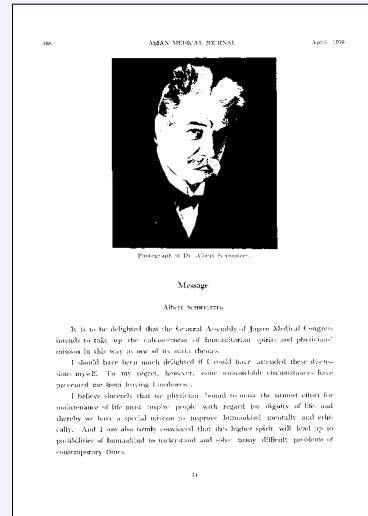 ASIAN MEDICAL JOURNAL
April
Photograph of Dr. Albert Schweitzer.
Message
ALBERT SCHWEITZER
It is to be delighted that the General Assembly of Japan Medical Congress
intends to take up the enhancement of humanitarian spirits and physicians'
mission in this way as one of its main themes.
I should have been much delighted if I could have attended these discus-
sions myself. To my regret, however, some unavoidable circumstances have
prevented me from leaving Lambarene.
I believe sincerely that we physicians bound to make the utmost effort for
maintenance of life must inspire people with regard for dignity of life, and
thereby we have a special mission to improve humankind mentally and ethi-
cally. And I am also firmly convinced that this higher spirit will lead up to
possibilities of humankind to understand and solve many difficult problems of
contemporary times.